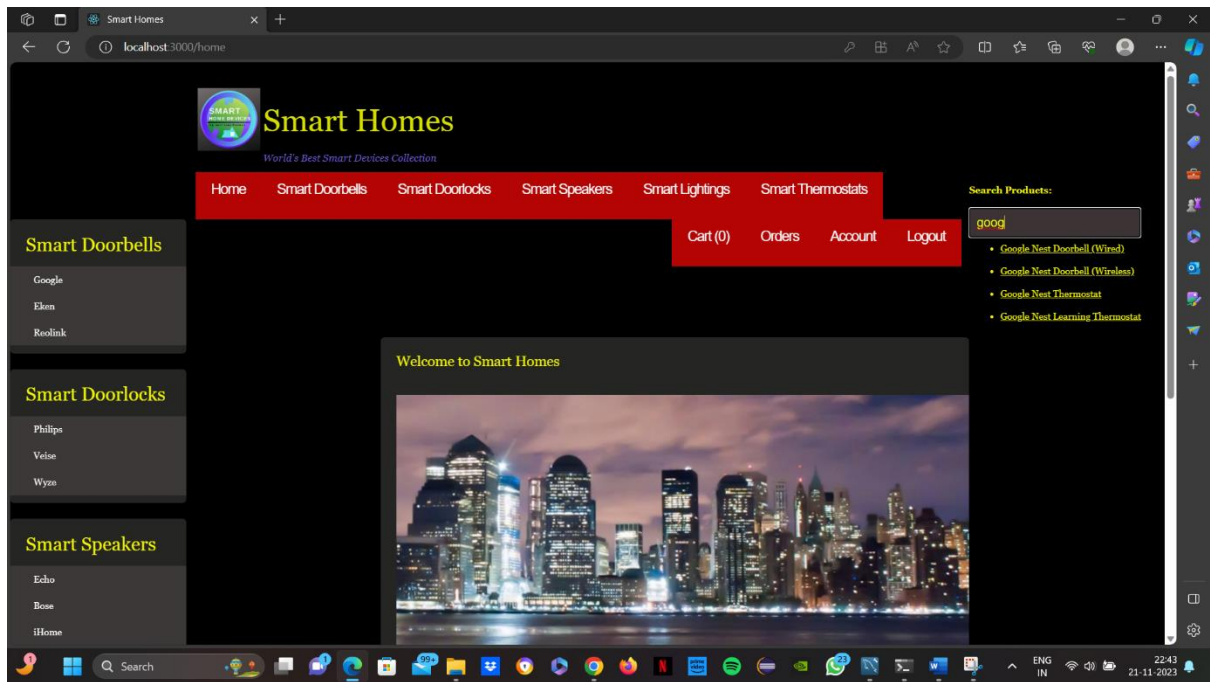 Smart Homes
localhost:3000/home
SMART
HOME DEVICES
Smart Homes
World's Best Smart Devices Collection
Home Smart Doorbells Smart Doorlocks Smart Speakers Smart Lightings Smart Thermostats
Cart (0) Orders Account Logout
Search Products:
goog
Google Nest Doorbell (Wired)
Google Nest Doorbell (Wireless)
Google Nest Thermostat
Google Nest Learning Thermostat
Smart Doorbells
Google
Eken
Reolink
Smart Doorlocks
Philips
Veise
Wyze
Smart Speakers
Echo
Bose
iHome
Welcome to Smart Homes
Search
99+
23
ENG
IN
22:43
21-11-2023